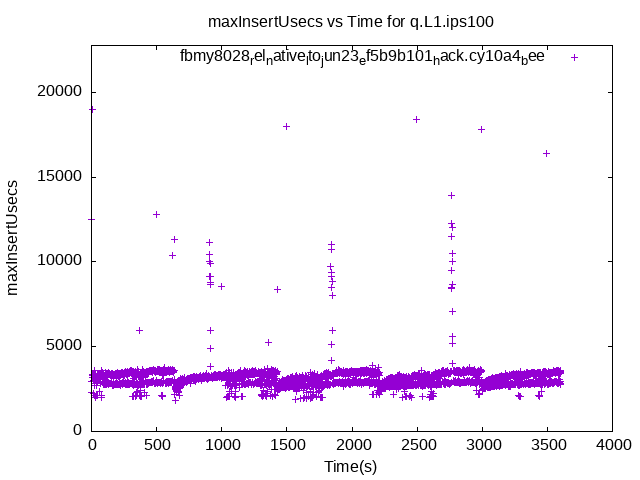 maxInsertUsecs vs Time for q.L1.ips100
fbmy8028relnativeltojun23ef5b9b101hack.cy10a4bee
20000
15000
10000
5000
0
maxInsertUsecs
0 500 1000 1500 2000 2500 3000 3500 4000
Time(s)